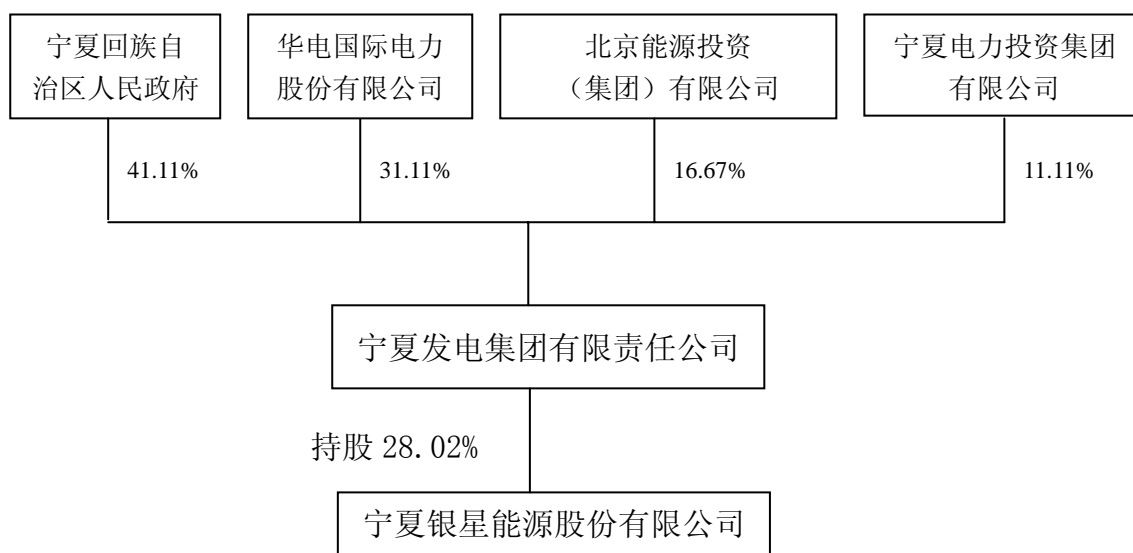 宁夏回族自
治区人民政府
华电国际电力
股份有限公司
北京能源投资
（集团）有限公司
宁夏电力投资集团
有限公司
41.11%
31.11%
16.67%
11.11%
宁夏发电集团有限责任公司
持股 28.02%
宁夏银星能源股份有限公司